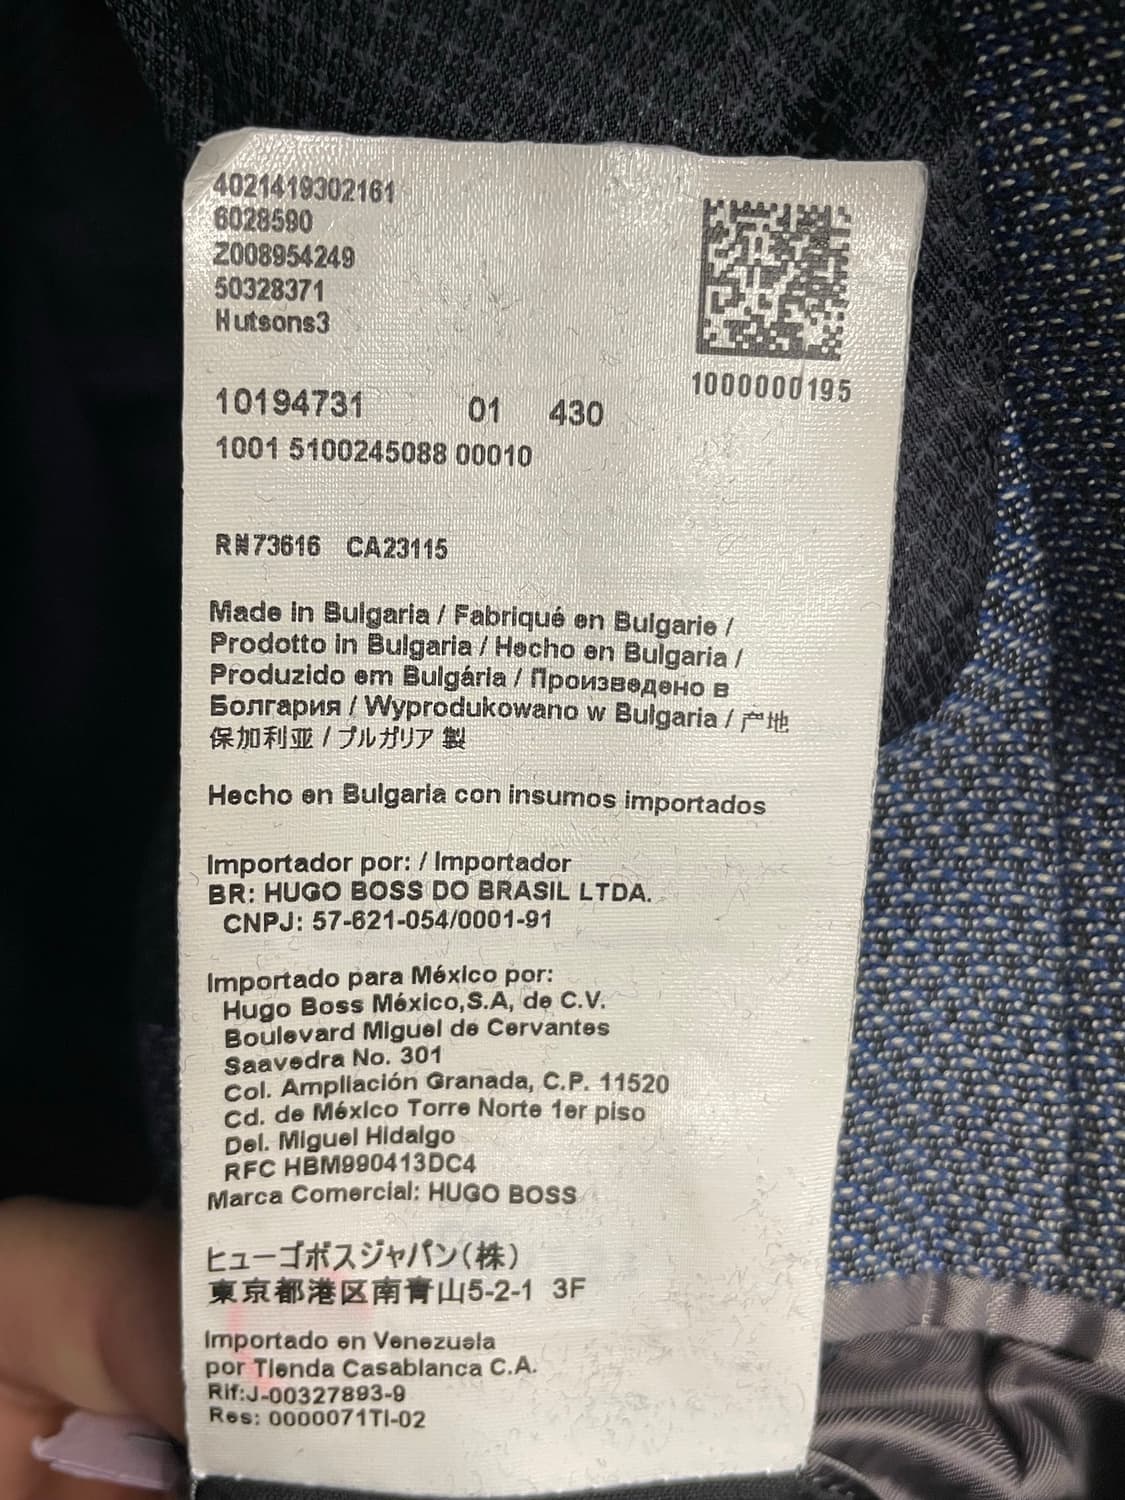 4021419302161
6028590
Z008954249
50328371
Hutsons3
1000000195
10194731 01 430
1001 5100245088 00010
RN73616 CA23115
Made in Bulgaria / Fabriqué en Bulgarie /
Prodotto in Bulgaria / Hecho en Bulgaria /
Produzido em Bulgária / Произведено в
Болгария / Wyprodukowano w Bulgaria / 产地
保加利亚 / ブルガリア 製
Hecho en Bulgaria con insumos importados
Importador por: / Importador
BR: HUGO BOSS DO BRASIL LTDA.
CNPJ: 57-621-054/0001-91
Importado para México por:
Hugo Boss México,S.A, de C.V.
Boulevard Miguel de Cervantes
Saavedra No. 301
Col. Ampliación Granada, C.P. 11520
Cd. de México Torre Norte 1er piso
Del. Miguel Hidalgo
RFC HBM990413DC4
Marca Comercial: HUGO BOSS
ヒューゴボスジャパン(株)
東京都港区南青山5-2-1 3F
Importado en Venezuela
por Tienda Casablanca C.A.
Rif:J-00327893-9
Res: 0000071TI-02